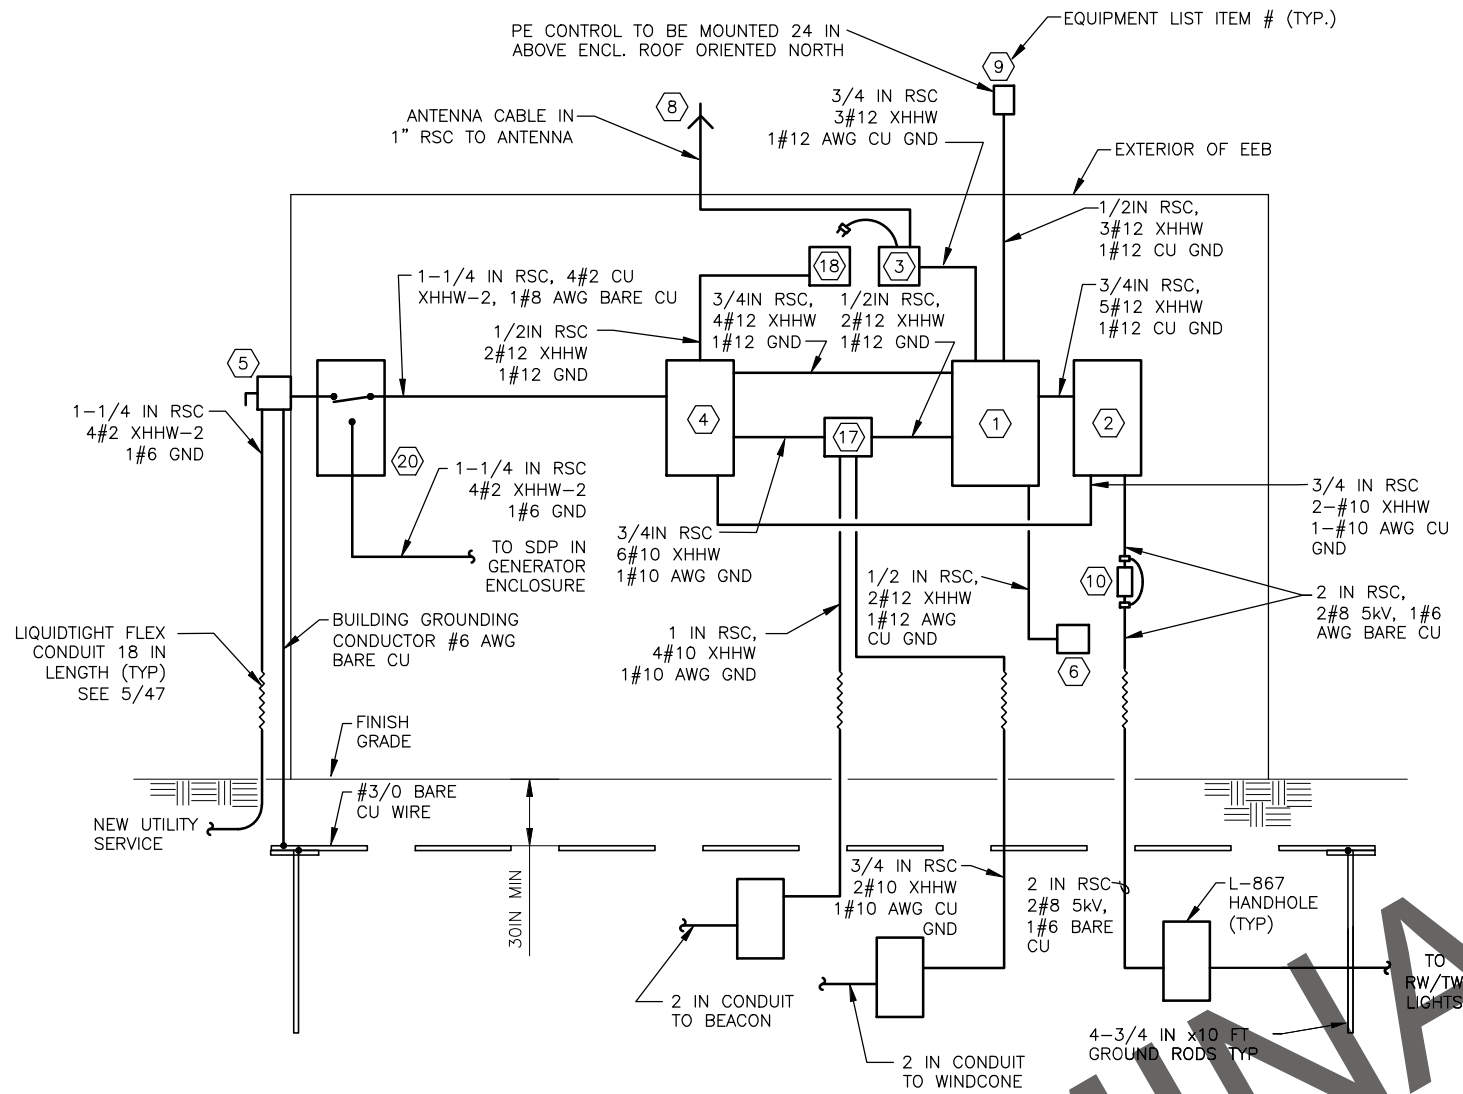 PE CONTROL TO BE MOUNTED 24 IN
ABOVE ENCL. ROOF ORIENTED NORTH
EQUIPMENT LIST ITEM # (TYP.)
9
8
ANTENNA CABLE IN
1" RSC TO ANTENNA
3/4 IN RSC
3#12 XHHW
1#12 AWG CU GND
EXTERIOR OF EEB
1/2IN RSC,
3#12 XHHW
1#12 CU GND
18
3
1-1/4 IN RSC, 4#2 CU
XHHW-2, 1#8 AWG BARE CU
3/4IN RSC,
4#12 XHHW
1#12 GND
1/2IN RSC,
2#12 XHHW
1#12 GND
3/4IN RSC,
5#12 XHHW
1#12 CU GND
1/2IN RSC
2#12 XHHW
1#12 GND
5
1-1/4 IN RSC
4#2 XHHW-2
1#6 GND
4
17
1
2
20
1-1/4 IN RSC
4#2 XHHW-2
1#6 GND
3/4 IN RSC
2-#10 XHHW
1-#10 AWG CU
GND
TO SDP IN
GENERATOR
ENCLOSURE
3/4IN RSC
6#10 XHHW
1#10 AWG GND
1/2 IN RSC,
2#12 XHHW
1#12 AWG
CU GND
10
2 IN RSC,
2#8 5kV, 1#6
AWG BARE CU
LIQUIDTIGHT FLEX
CONDUIT 18 IN
LENGTH (TYP)
SEE 5/47
BUILDING GROUNDING
CONDUCTOR #6 AWG
BARE CU
1 IN RSC,
4#10 XHHW
1#10 AWG GND
6
FINISH
GRADE
#3/0 BARE
CU WIRE
NEW UTILITY
SERVICE
30IN MIN
3/4 IN RSC
2#10 XHHW
1#10 AWG CU
GND
2 IN RSC
2#8 5kV,
1#6 BARE
CU
L-867
HANDHOLE
(TYP)
TO
RW/TW
LIGHTS
2 IN CONDUIT
TO BEACON
2 IN CONDUIT
TO WINDCONE
4-3/4 IN x10 FT
GROUND RODS TYP